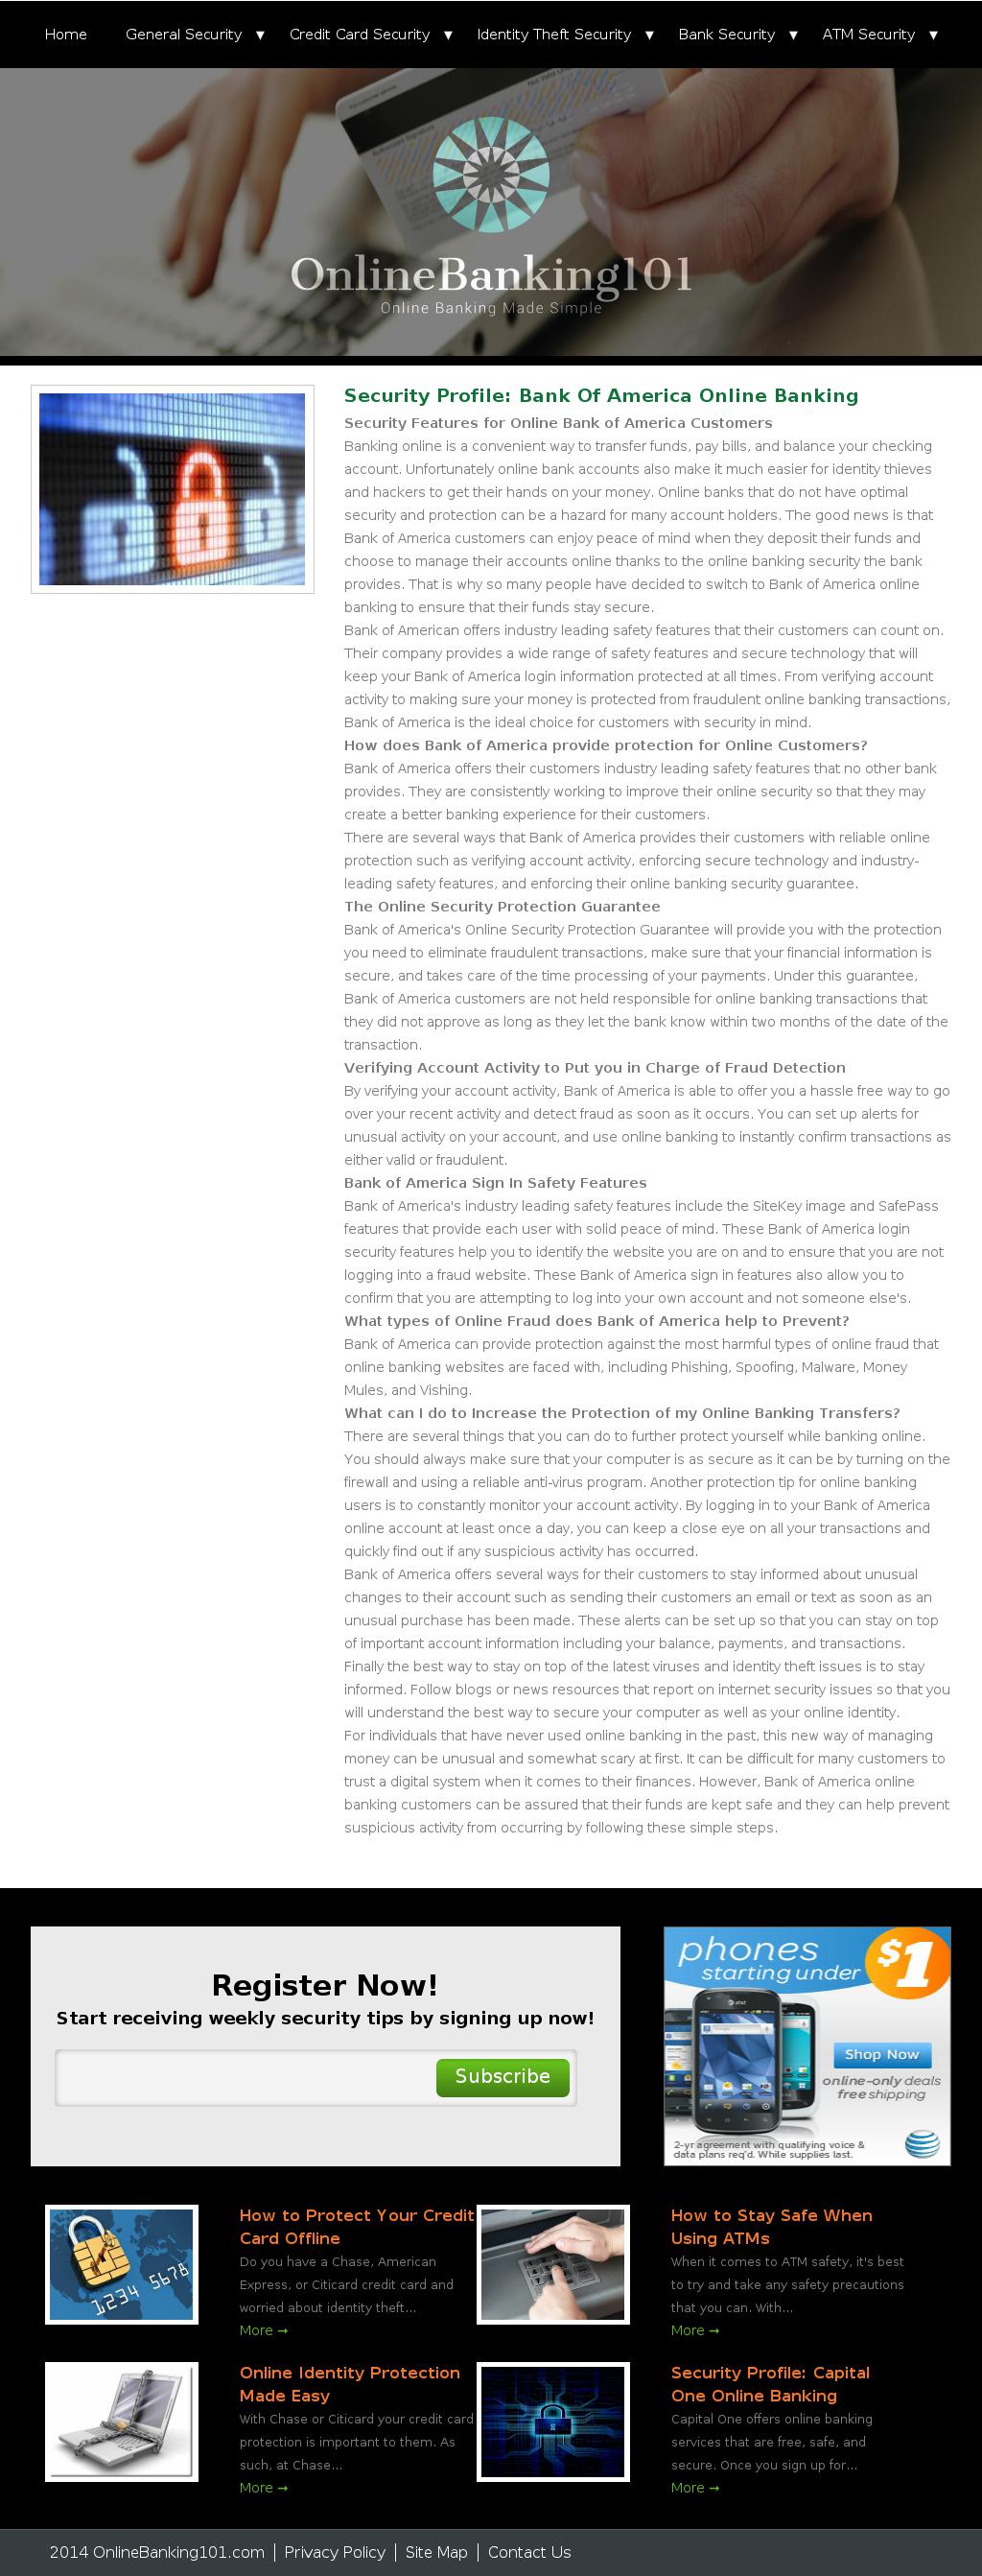 Home General Security ▼ Credit Card Security ▼ Identity Theft Security ▼ Bank Security ▼ ATM Security ▼
OnlineBanking101
Online Banking Made Simple
Security Profile: Bank Of America Online Banking
Security Features for Online Bank of America Customers
Banking online is a convenient way to transfer funds, pay bills, and balance your checking
account. Unfortunately online bank accounts also make it much easier for identity thieves
and hackers to get their hands on your money. Online banks that do not have optimal
security and protection can be a hazard for many account holders. The good news is that
Bank of America customers can enjoy peace of mind when they deposit their funds and
choose to manage their accounts online thanks to the online banking security the bank
provides. That is why so many people have decided to switch to Bank of America online
banking to ensure that their funds stay secure.
Bank of American offers industry leading safety features that their customers can count on.
Their company provides a wide range of safety features and secure technology that will
keep your Bank of America login information protected at all times. From verifying account
activity to making sure your money is protected from fraudulent online banking transactions,
Bank of America is the ideal choice for customers with security in mind.
How does Bank of America provide protection for Online Customers?
Bank of America offers their customers industry leading safety features that no other bank
provides. They are consistently working to improve their online security so that they may
create a better banking experience for their customers.
There are several ways that Bank of America provides their customers with reliable online
protection such as verifying account activity, enforcing secure technology and industry-
leading safety features, and enforcing their online banking security guarantee.
The Online Security Protection Guarantee
Bank of America's Online Security Protection Guarantee will provide you with the protection
you need to eliminate fraudulent transactions, make sure that your financial information is
secure, and takes care of the time processing of your payments. Under this guarantee,
Bank of America customers are not held responsible for online banking transactions that
they did not approve as long as they let the bank know within two months of the date of the
transaction.
Verifying Account Activity to Put you in Charge of Fraud Detection
By verifying your account activity, Bank of America is able to offer you a hassle free way to go
over your recent activity and detect fraud as soon as it occurs. You can set up alerts for
unusual activity on your account, and use online banking to instantly confirm transactions as
either valid or fraudulent.
Bank of America Sign In Safety Features
Bank of America's industry leading safety features include the SiteKey image and SafePass
features that provide each user with solid peace of mind. These Bank of America login
security features help you to identify the website you are on and to ensure that you are not
logging into a fraud website. These Bank of America sign in features also allow you to
confirm that you are attempting to log into your own account and not someone else's.
What types of Online Fraud does Bank of America help to Prevent?
Bank of America can provide protection against the most harmful types of online fraud that
online banking websites are faced with, including Phishing, Spoofing, Malware, Money
Mules, and Vishing.
What can I do to Increase the Protection of my Online Banking Transfers?
There are several things that you can do to further protect yourself while banking online.
You should always make sure that your computer is as secure as it can be by turning on the
firewall and using a reliable anti-virus program. Another protection tip for online banking
users is to constantly monitor your account activity. By logging in to your Bank of America
online account at least once a day, you can keep a close eye on all your transactions and
quickly find out if any suspicious activity has occurred.
Bank of America offers several ways for their customers to stay informed about unusual
changes to their account such as sending their customers an email or text as soon as an
unusual purchase has been made. These alerts can be set up so that you can stay on top
of important account information including your balance, payments, and transactions.
Finally the best way to stay on top of the latest viruses and identity theft issues is to stay
informed. Follow blogs or news resources that report on internet security issues so that you
will understand the best way to secure your computer as well as your online identity.
For individuals that have never used online banking in the past, this new way of managing
money can be unusual and somewhat scary at first. It can be difficult for many customers to
trust a digital system when it comes to their finances. However, Bank of America online
banking customers can be assured that their funds are kept safe and they can help prevent
suspicious activity from occurring by following these simple steps.
Register Now!
Start receiving weekly security tips by signing up now!
Subscribe
phones
starting under
$1
at&t
Shop Now
online-only deals
free shipping
2-yr agreement with qualifying voice &
data plans req'd. While supplies last.
1234 5678
How to Protect Your Credit
Card Offline
Do you have a Chase, American
Express, or Citicard credit card and
worried about identity theft...
More →
How to Stay Safe When
Using ATMs
When it comes to ATM safety, it's best
to try and take any safety precautions
that you can. With...
More →
Online Identity Protection
Made Easy
With Chase or Citicard your credit card
protection is important to them. As
such, at Chase...
More →
Security Profile: Capital
One Online Banking
Capital One offers online banking
services that are free, safe, and
secure. Once you sign up for...
More →
2014 OnlineBanking101.com | Privacy Policy | Site Map | Contact Us